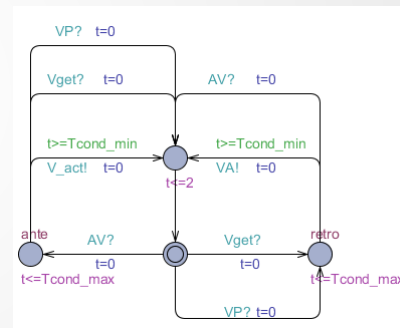 VP? t=0
Vget? t=0 AV? t=0
t>=Tcond_min t>=Tcond_min
V_act! t=0 VA! t=0
t<=2
ante AV? Vget? retro
t=0 t=0
t<=Tcond_max t<=Tcond_max
VP? t=0